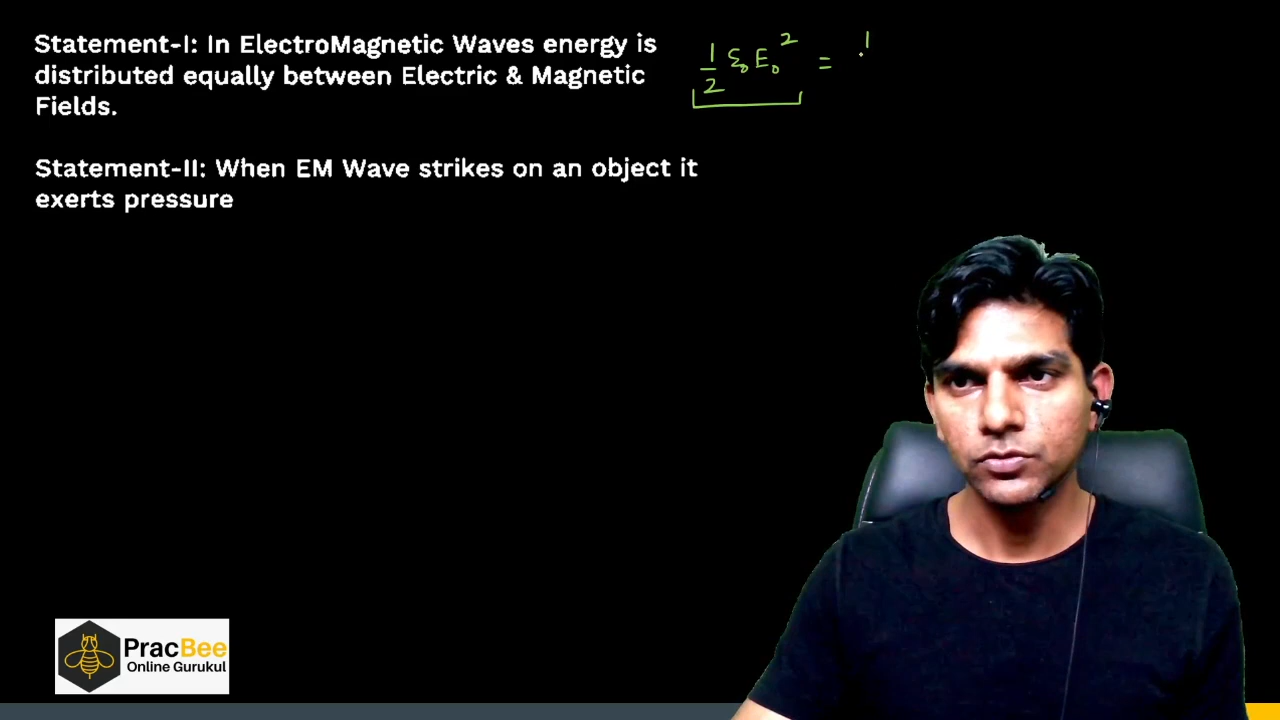 Statement-I: In ElectroMagnetic Waves energy is
distributed equally between Electric & Magnetic
Fields.
1/2 ε₀E₀² = 1
Statement-II: When EM Wave strikes on an object it
exerts pressure
PracBee
Online Gurukul